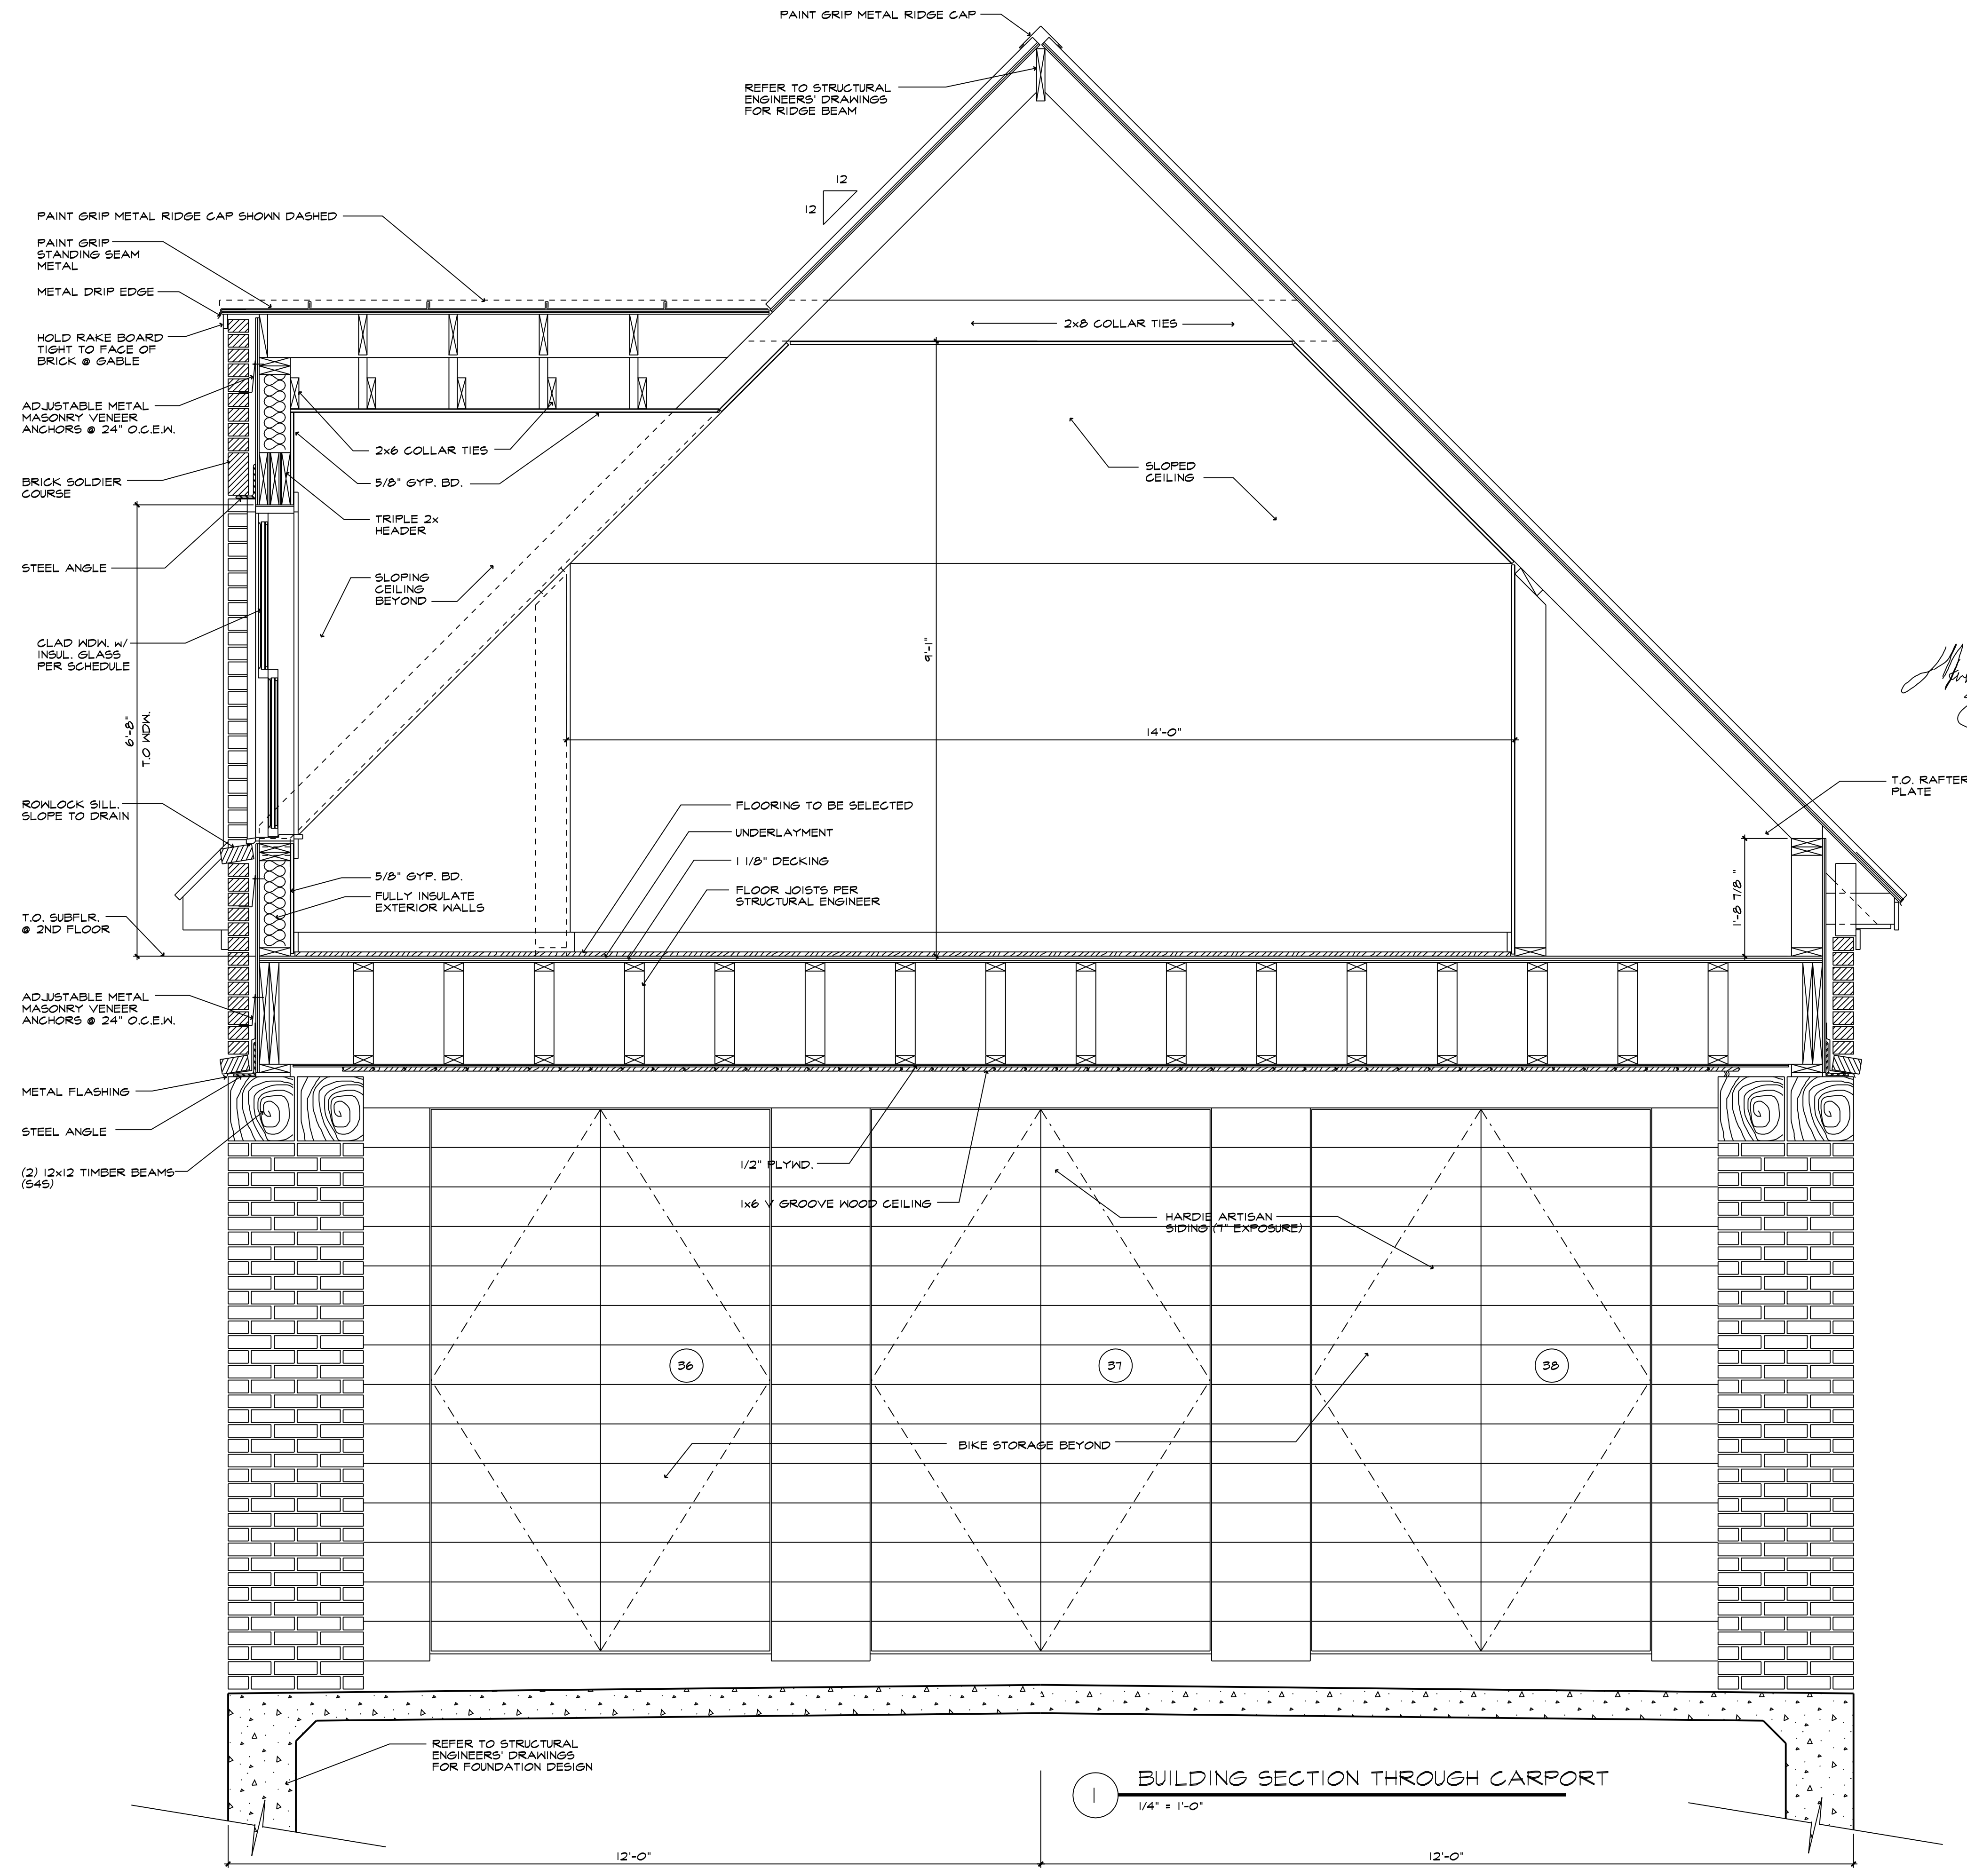 PAINT GRIP METAL RIDGE CAP
REFER TO STRUCTURAL
ENGINEERS' DRAWINGS
FOR RIDGE BEAM
12
12
PAINT GRIP METAL RIDGE CAP SHOWN DASHED
PAINT GRIP
STANDING SEAM
METAL
METAL DRIP EDGE
HOLD RAKE BOARD
TIGHT TO FACE OF
BRICK @ GABLE
2x8 COLLAR TIES
ADJUSTABLE METAL
MASONRY VENEER
ANCHORS @ 24" O.C.E.W.
2x6 COLLAR TIES
5/8" GYP. BD.
SLOPED
CEILING
BRICK SOLDIER
COURSE
TRIPLE 2x
HEADER
STEEL ANGLE
SLOPING
CEILING
BEYOND
CLAD WDW. w/
INSUL. GLASS
PER SCHEDULE
9'-1"
6'-8"
T.O WDW.
14'-0"
T.O. RAFTER
PLATE
ROWLOCK SILL.
SLOPE TO DRAIN
FLOORING TO BE SELECTED
UNDERLAYMENT
1 1/8" DECKING
FLOOR JOISTS PER
STRUCTURAL ENGINEER
5/8" GYP. BD.
FULLY INSULATE
EXTERIOR WALLS
1'-8 7/8 "
T.O. SUBFLR.
@ 2ND FLOOR
ADJUSTABLE METAL
MASONRY VENEER
ANCHORS @ 24" O.C.E.W.
METAL FLASHING
STEEL ANGLE
(2) 12x12 TIMBER BEAMS
(S4S)
1/2" PLYWD.
1x6 V GROOVE WOOD CEILING
HARDIE ARTISAN
SIDING (7" EXPOSURE)
36
37
38
BIKE STORAGE BEYOND
REFER TO STRUCTURAL
ENGINEERS' DRAWINGS
FOR FOUNDATION DESIGN
1
BUILDING SECTION THROUGH CARPORT
1/4" = 1'-0"
12'-0"
12'-0"